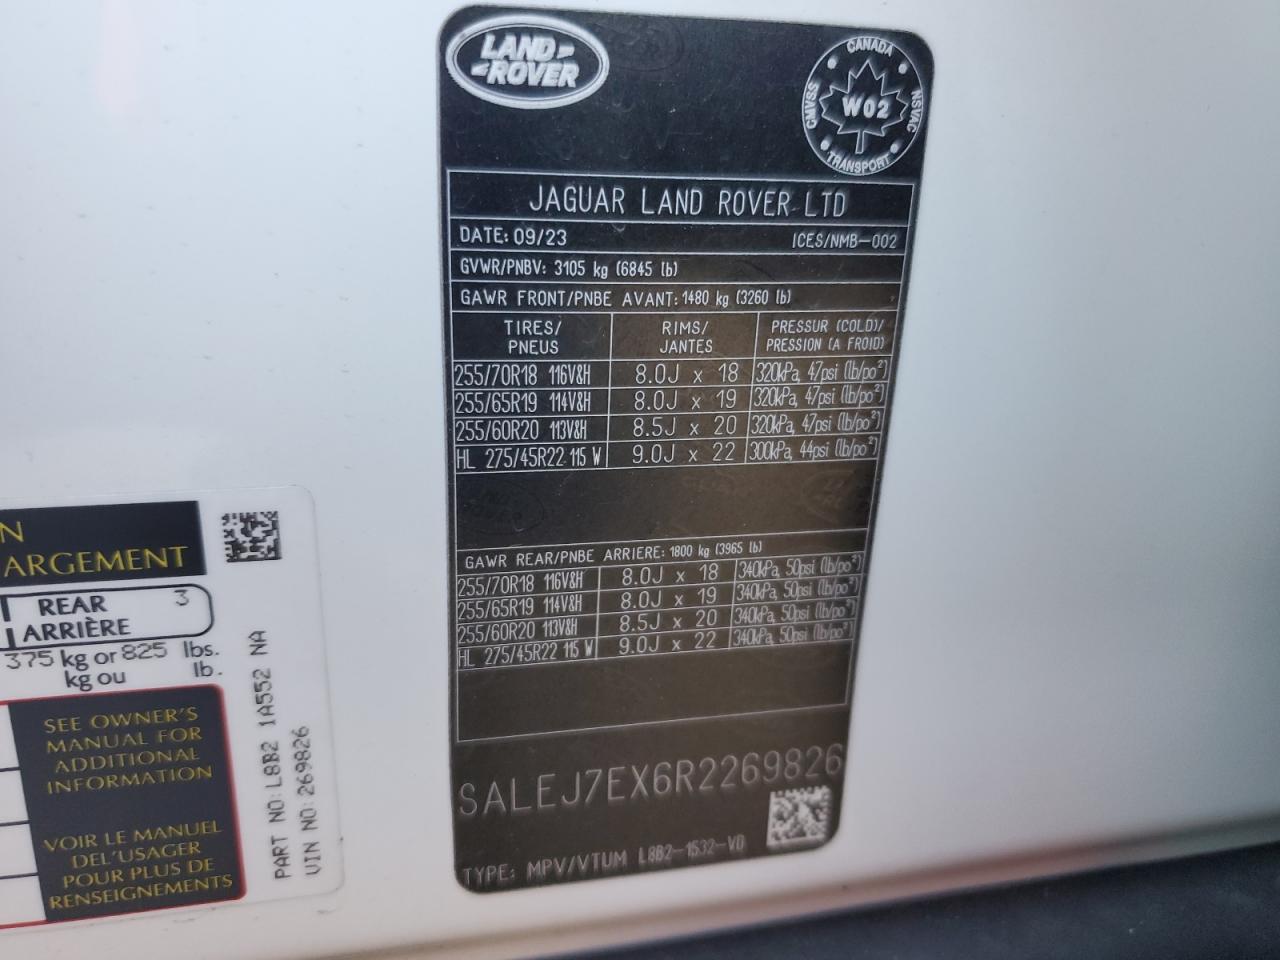 LAND
ROVER
CANADA
CMVSS
W02
NSVAC
TRANSPORT
JAGUAR LAND ROVER LTD
DATE: 09/23 ICES/NMB-002
GVWR/PNBV: 3105 kg (6845 lb)
GAWR FRONT/PNBE AVANT: 1480 kg (3260 lb)
TIRES/ RIMS/ PRESSUR (COLD)/
PNEUS JANTES PRESSION (A FROID)
255/70R18 116V&H 8.0J x 18 320kPa, 47psi (lb/po²)
255/65R19 114V&H 8.0J x 19 320kPa, 47psi (lb/po²)
255/60R20 113V&H 8.5J x 20 320kPa, 47psi (lb/po²)
HL 275/45R22 115 W 9.0J x 22 300kPa, 44psi (lb/po²)
GAWR REAR/PNBE ARRIERE: 1800 kg (3965 lb)
255/70R18 116V&H 8.0J x 18 340kPa, 50psi (lb/po²)
255/65R19 114V&H 8.0J x 19 340kPa, 50psi (lb/po²)
255/60R20 113V&H 8.5J x 20 340kPa, 50psi (lb/po²)
HL 275/45R22 115 W 9.0J x 22 340kPa, 50psi (lb/po²)
SALEJ7EX6R2269826
TYPE: MPV/VTUM L8B2-1532-VD
N
ARGEMENT
REAR 3
ARRIÈRE
375 kg or 825 lbs.
kg ou lb.
SEE OWNER'S
MANUAL FOR
ADDITIONAL
INFORMATION
VOIR LE MANUEL
DEL'USAGER
POUR PLUS DE
RENSEIGNEMENTS
PART NO: L8B2 1A552 NA
VIN NO: 269826